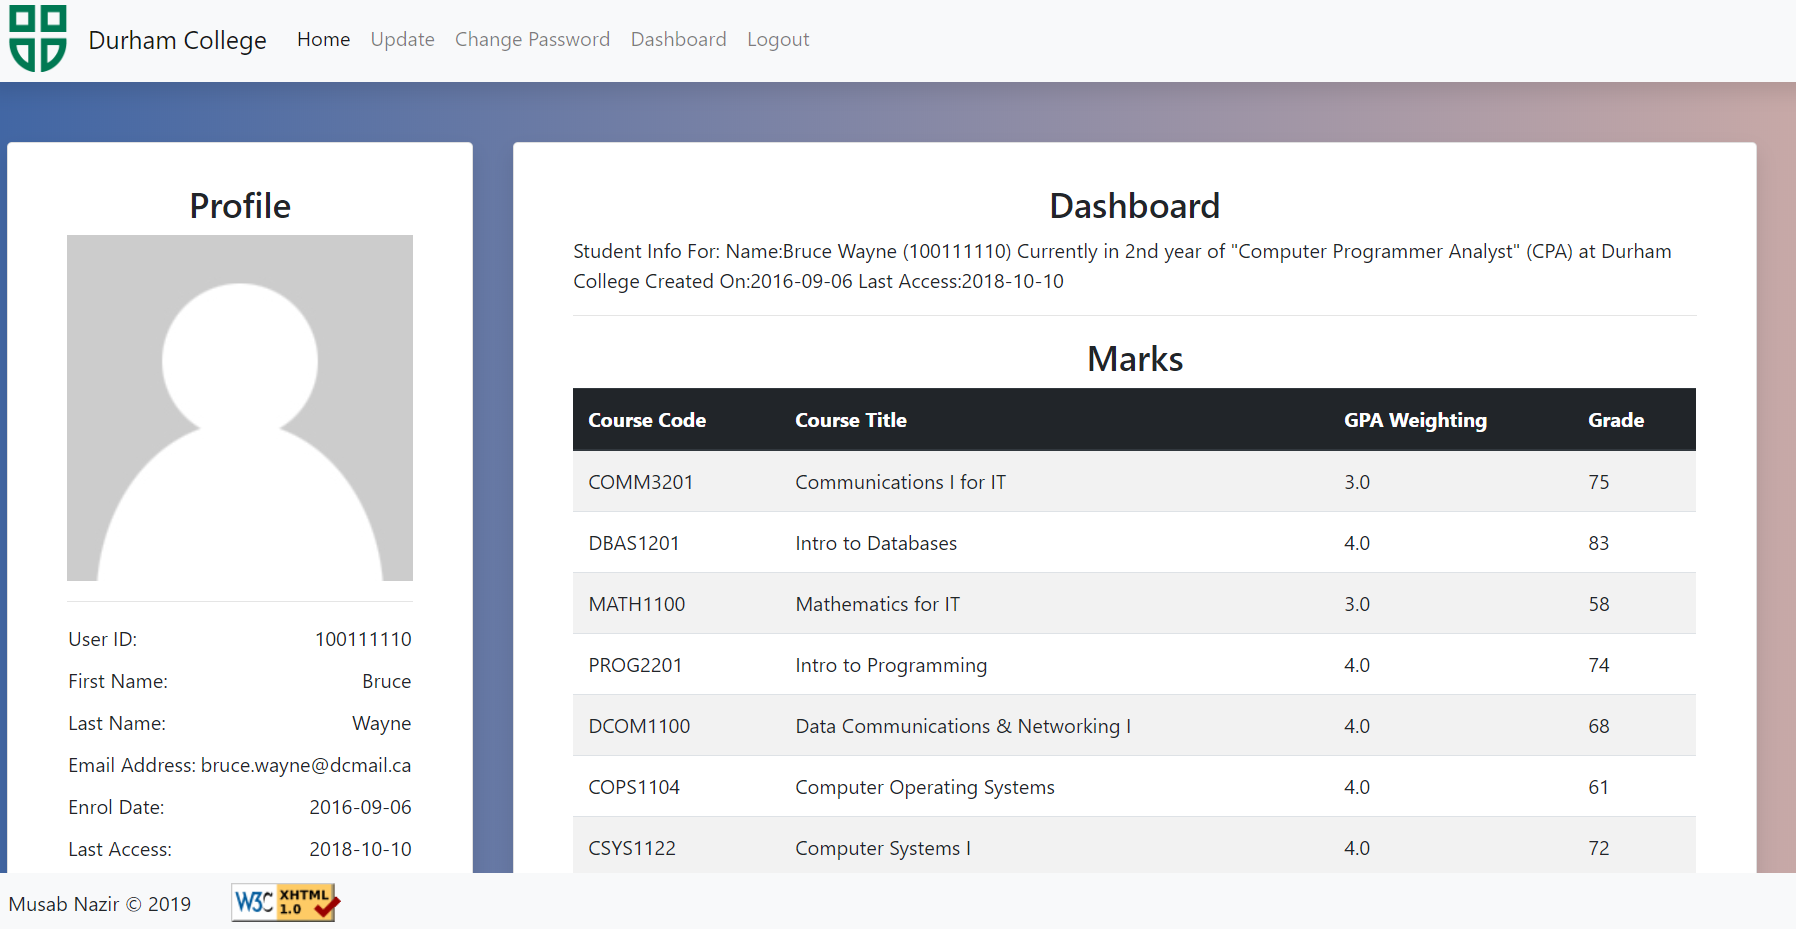 Durham College Home Update Change Password Dashboard Logout
Profile
User ID: 100111110
First Name: Bruce
Last Name: Wayne
Email Address: bruce.wayne@dcmail.ca
Enrol Date: 2016-09-06
Last Access: 2018-10-10
Dashboard
Student Info For: Name:Bruce Wayne (100111110) Currently in 2nd year of "Computer Programmer Analyst" (CPA) at Durham
College Created On:2016-09-06 Last Access:2018-10-10
Marks
Course Code Course Title GPA Weighting Grade
COMM3201 Communications I for IT 3.0 75
DBAS1201 Intro to Databases 4.0 83
MATH1100 Mathematics for IT 3.0 58
PROG2201 Intro to Programming 4.0 74
DCOM1100 Data Communications & Networking I 4.0 68
COPS1104 Computer Operating Systems 4.0 61
CSYS1122 Computer Systems I 4.0 72
Musab Nazir © 2019
W3C XHTML
1.0